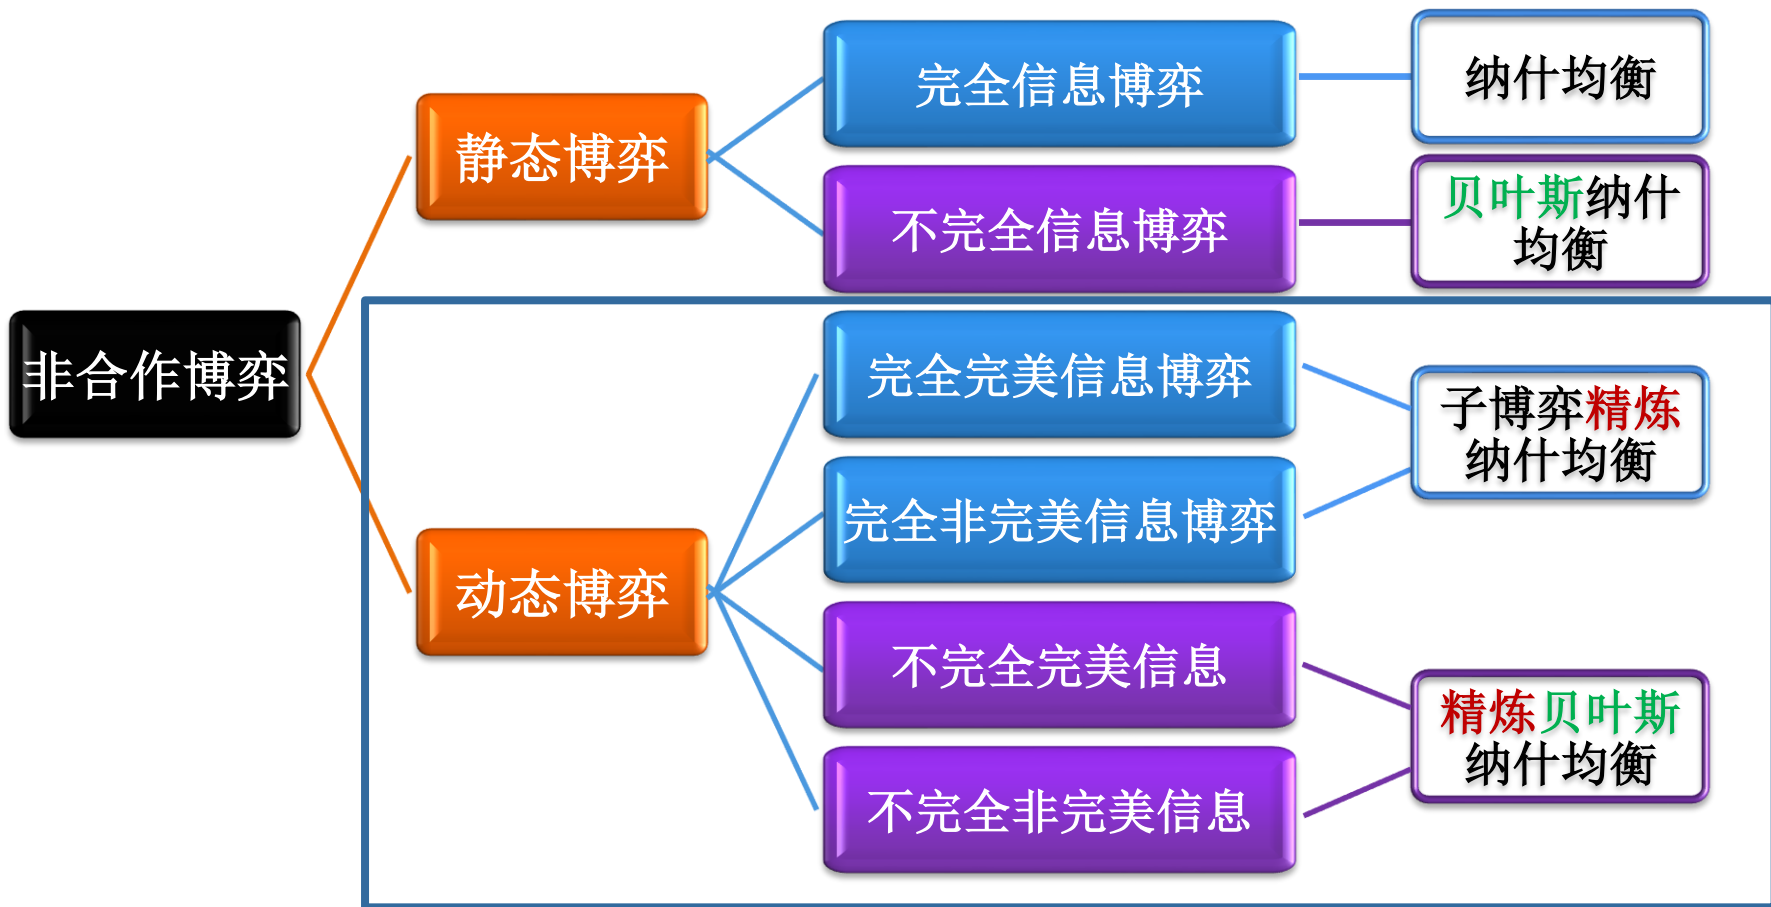 非合作博弈
静态博弈
完全信息博弈
纳什均衡
不完全信息博弈
贝叶斯纳什
均衡
动态博弈
完全完美信息博弈
完全非完美信息博弈
子博弈精炼
纳什均衡
不完全完美信息
不完全非完美信息
精炼贝叶斯
纳什均衡